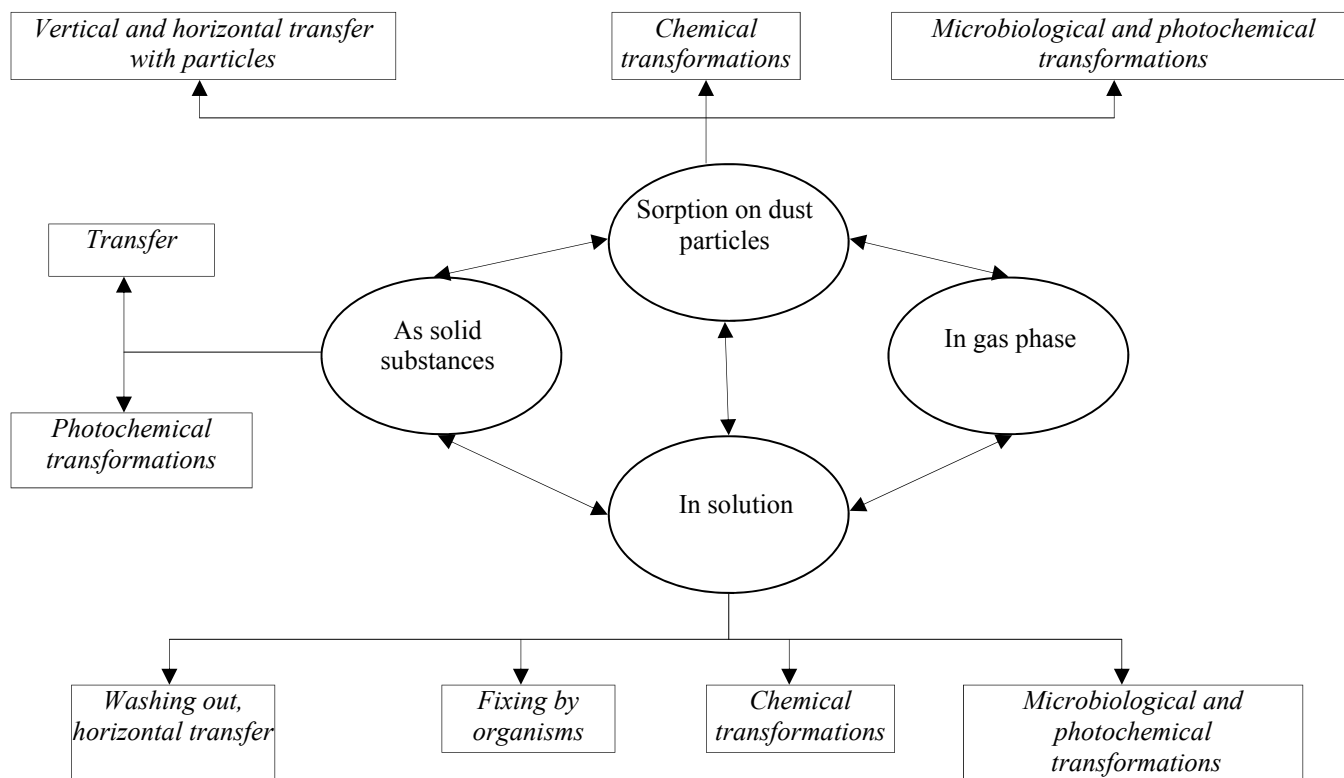 Vertical and horizontal transfer
with particles
Chemical
transformations
Microbiological and photochemical
transformations
Sorption on dust
particles
Transfer
As solid
substances
In gas phase
Photochemical
transformations
In solution
Washing out,
horizontal transfer
Fixing by
organisms
Chemical
transformations
Microbiological and
photochemical
transformations